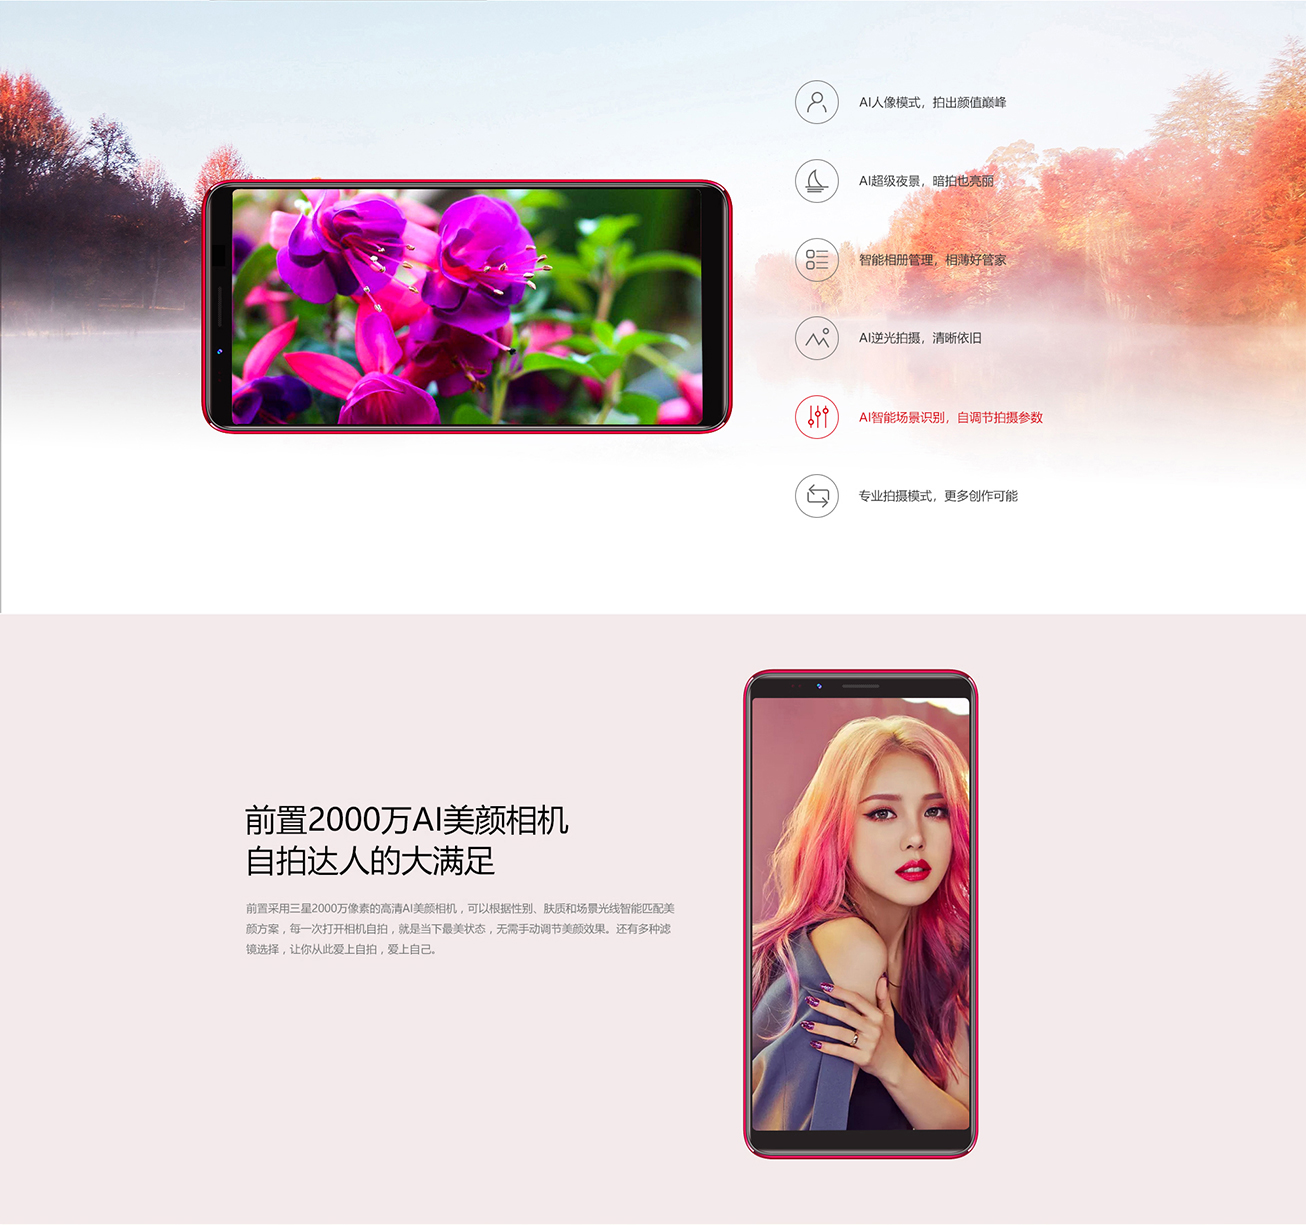 AI人像模式，拍出颜值巅峰
AI超级夜景，暗拍也亮丽
智能相册管理，相薄好管家
AI逆光拍摄，清晰依旧
AI智能场景识别，自调节拍摄参数
专业拍摄模式，更多创作可能
前置2000万AI美颜相机
自拍达人的大满足
前置采用三星2000万像素的高清AI美颜相机，可以根据性别、肤质和场景光线智能匹配美
颜方案，每一次打开相机自拍，就是当下最美状态，无需手动调节美颜效果。还有多种滤
镜选择，让你从此爱上自拍，爱上自己。